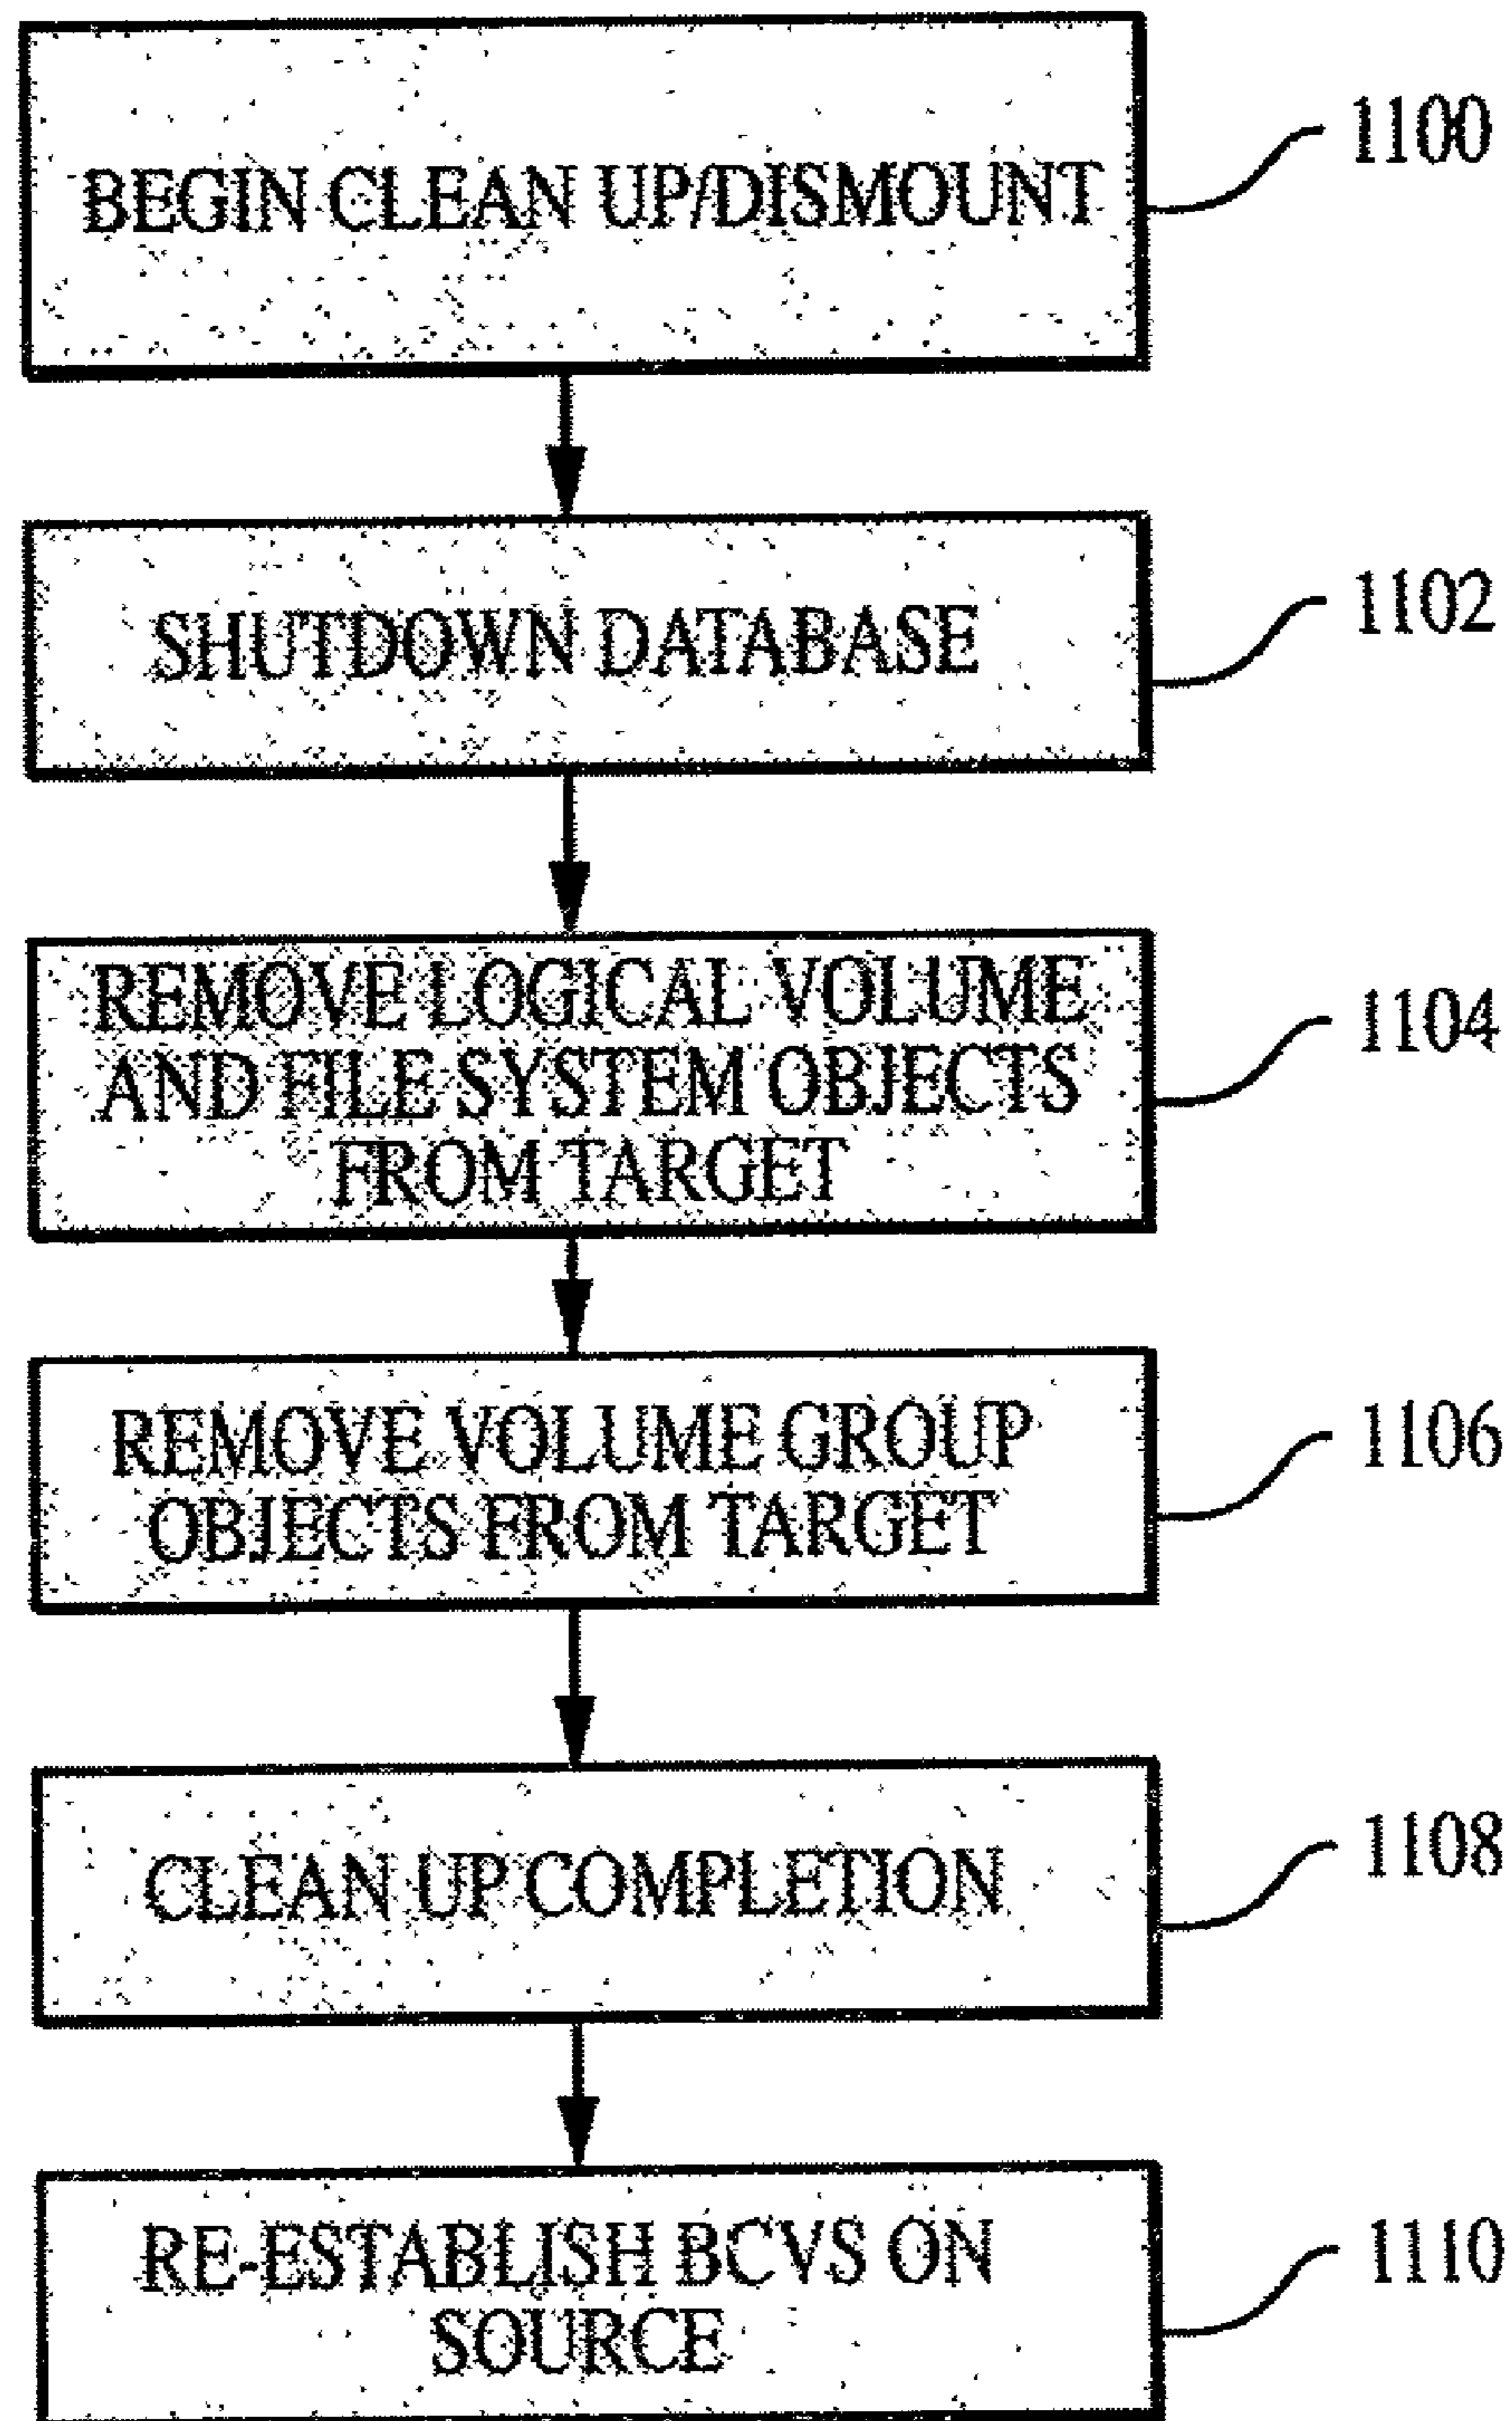 BEGIN CLEAN UP/DISMOUNT
1100
SHUTDOWN DATABASE
1102
REMOVE LOGICAL VOLUME
AND FILE SYSTEM OBJECTS
FROM TARGET
1104
REMOVE VOLUME GROUP
OBJECTS FROM TARGET
1106
CLEAN UP COMPLETION
1108
RE-ESTABLISH BCVS ON
SOURCE
1110